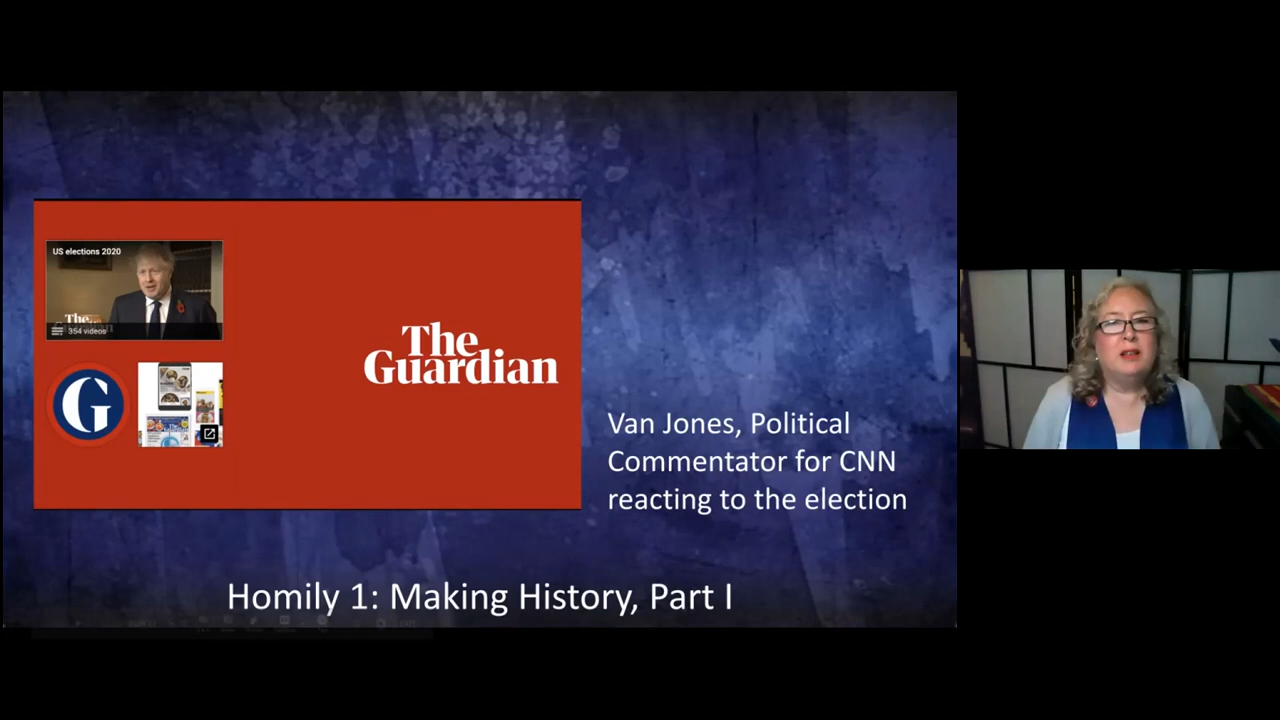 US elections 2020
354 videos
The
Guardian
G
Van Jones, Political
Commentator for CNN
reacting to the election
Homily 1: Making History, Part I